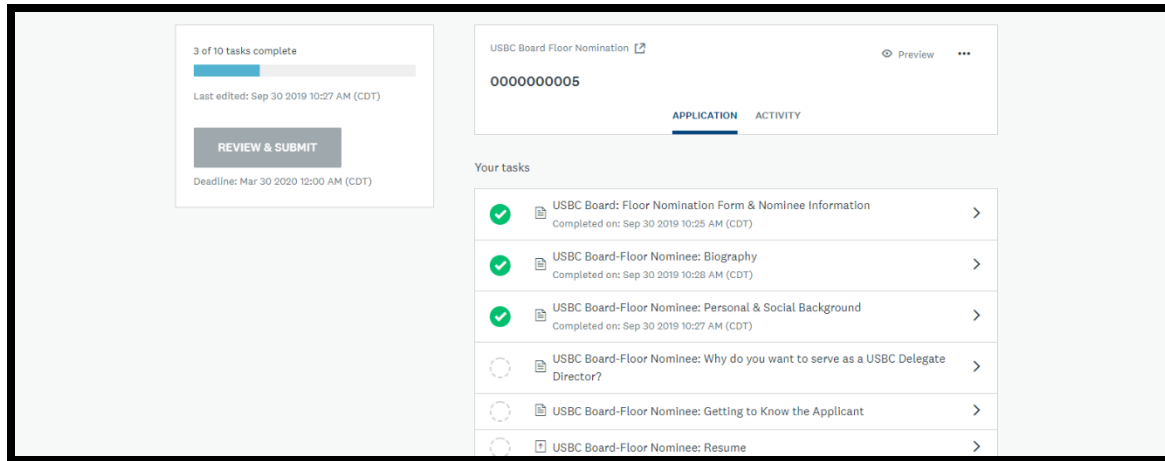 3 of 10 tasks complete
Last edited: Sep 30 2019 10:27 AM (CDT)
REVIEW & SUBMIT
Deadline: Mar 30 2020 12:00 AM (CDT)
USBC Board Floor Nomination
Preview
0000000005
APPLICATION ACTIVITY
Your tasks
USBC Board: Floor Nomination Form & Nominee Information
Completed on: Sep 30 2019 10:25 AM (CDT)
USBC Board-Floor Nominee: Biography
Completed on: Sep 30 2019 10:28 AM (CDT)
USBC Board-Floor Nominee: Personal & Social Background
Completed on: Sep 30 2019 10:27 AM (CDT)
USBC Board-Floor Nominee: Why do you want to serve as a USBC Delegate
Director?
USBC Board-Floor Nominee: Getting to Know the Applicant
USBC Board-Floor Nominee: Resume